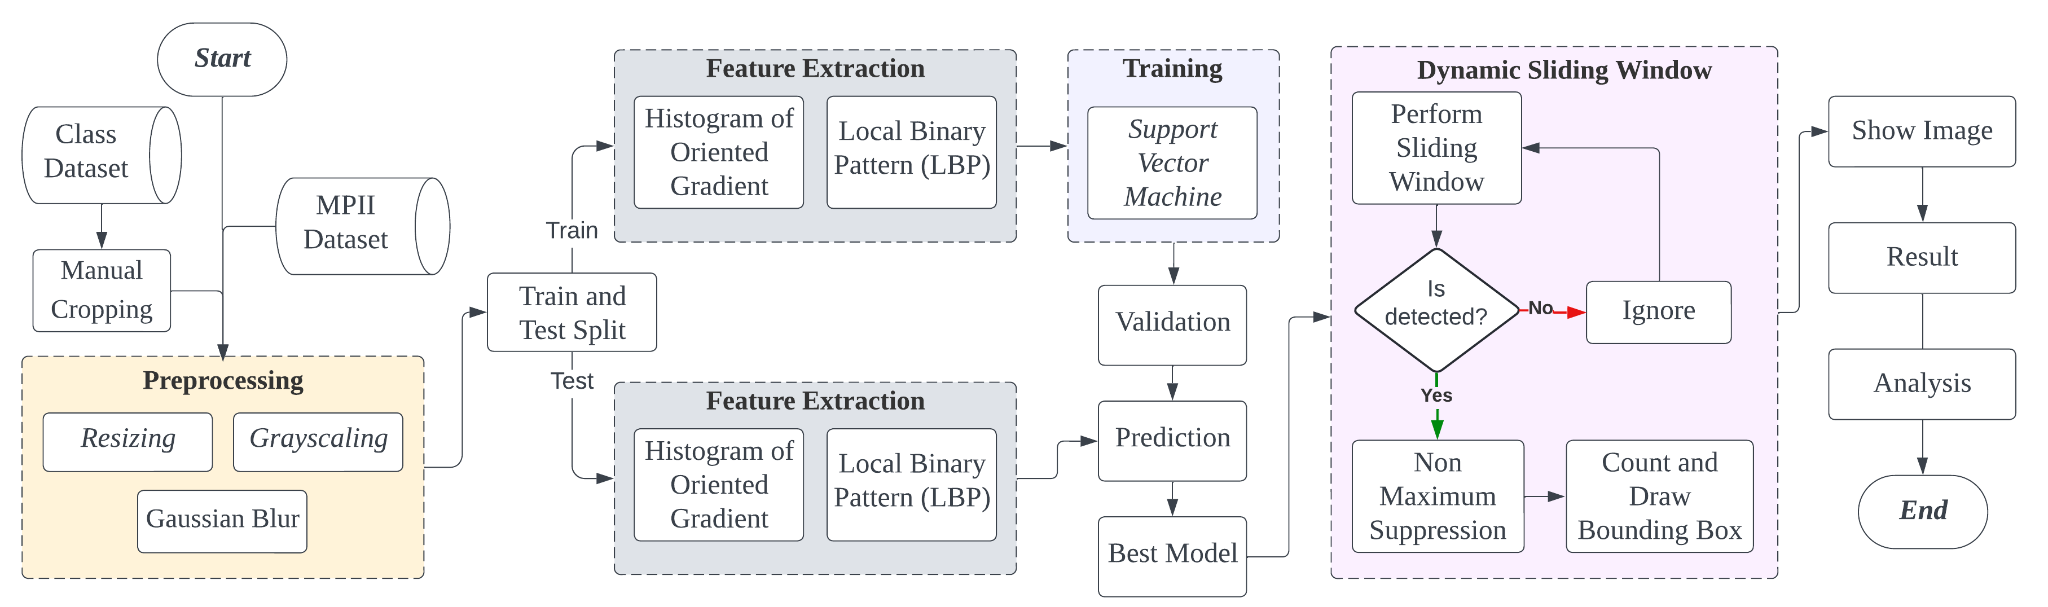 Start
Class
Dataset
MPII
Dataset
Manual
Cropping
Preprocessing
Resizing
Grayscaling
Gaussian Blur
Train and
Test Split
Train
Test
Feature Extraction
Histogram of
Oriented
Gradient
Local Binary
Pattern (LBP)
Feature Extraction
Histogram of
Oriented
Gradient
Local Binary
Pattern (LBP)
Training
Support
Vector
Machine
Validation
Prediction
Best Model
Dynamic Sliding Window
Perform
Sliding
Window
Is
detected?
No
Ignore
Yes
Non
Maximum
Suppression
Count and
Draw
Bounding Box
Show Image
Result
Analysis
End